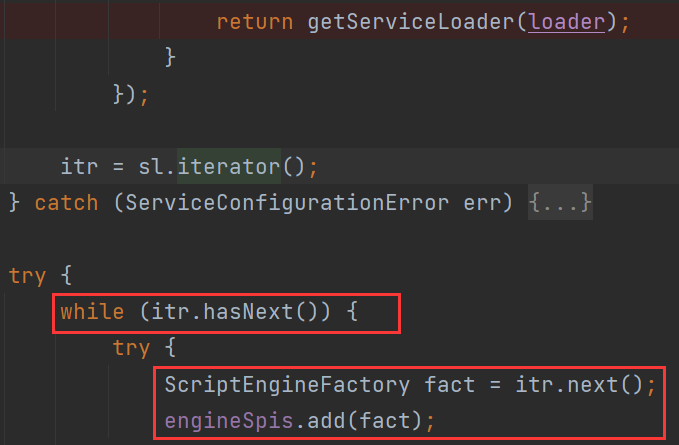 return getServiceLoader(loader);
}
});
itr = sl.iterator();
} catch (ServiceConfigurationError err) {...}
try {
while (itr.hasNext()) {
try {
ScriptEngineFactory fact = itr.next();
engineSpis.add(fact);